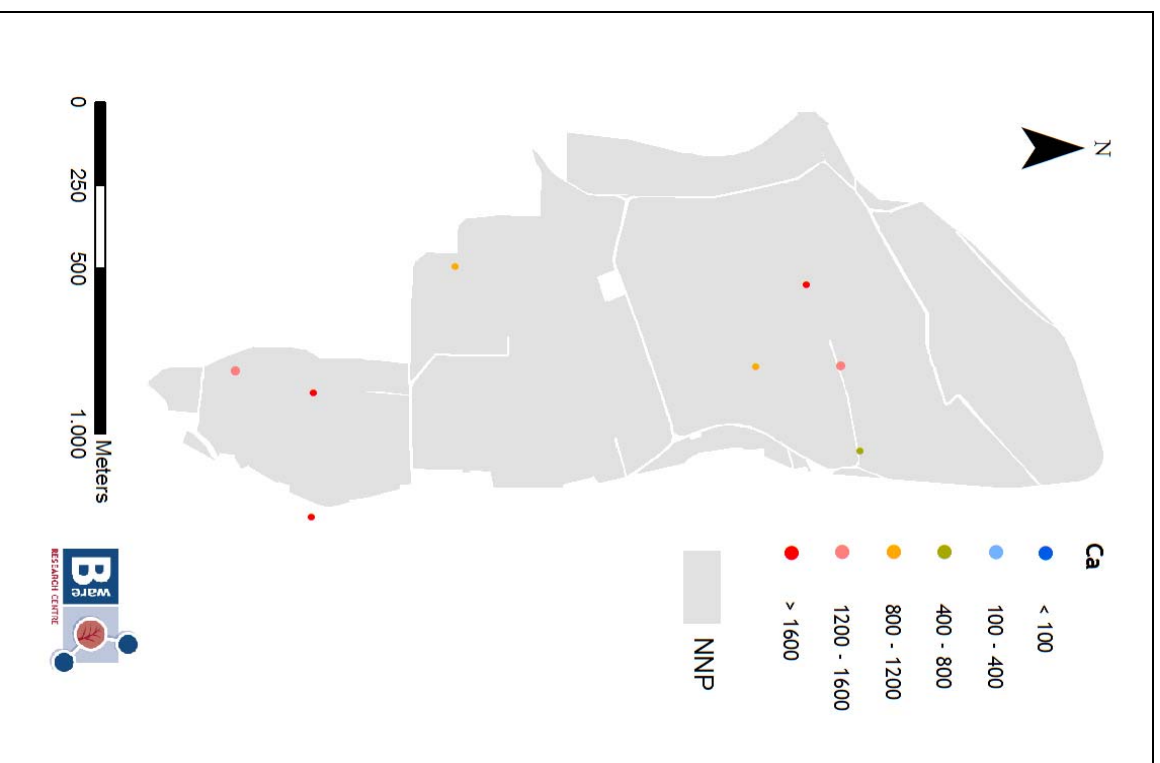 N
Ca
< 100
100 - 400
400 - 800
800 - 1200
1200 - 1600
> 1600
NNP
0 250 500 1.000
Meters
B ware
RESEARCH CENTRE